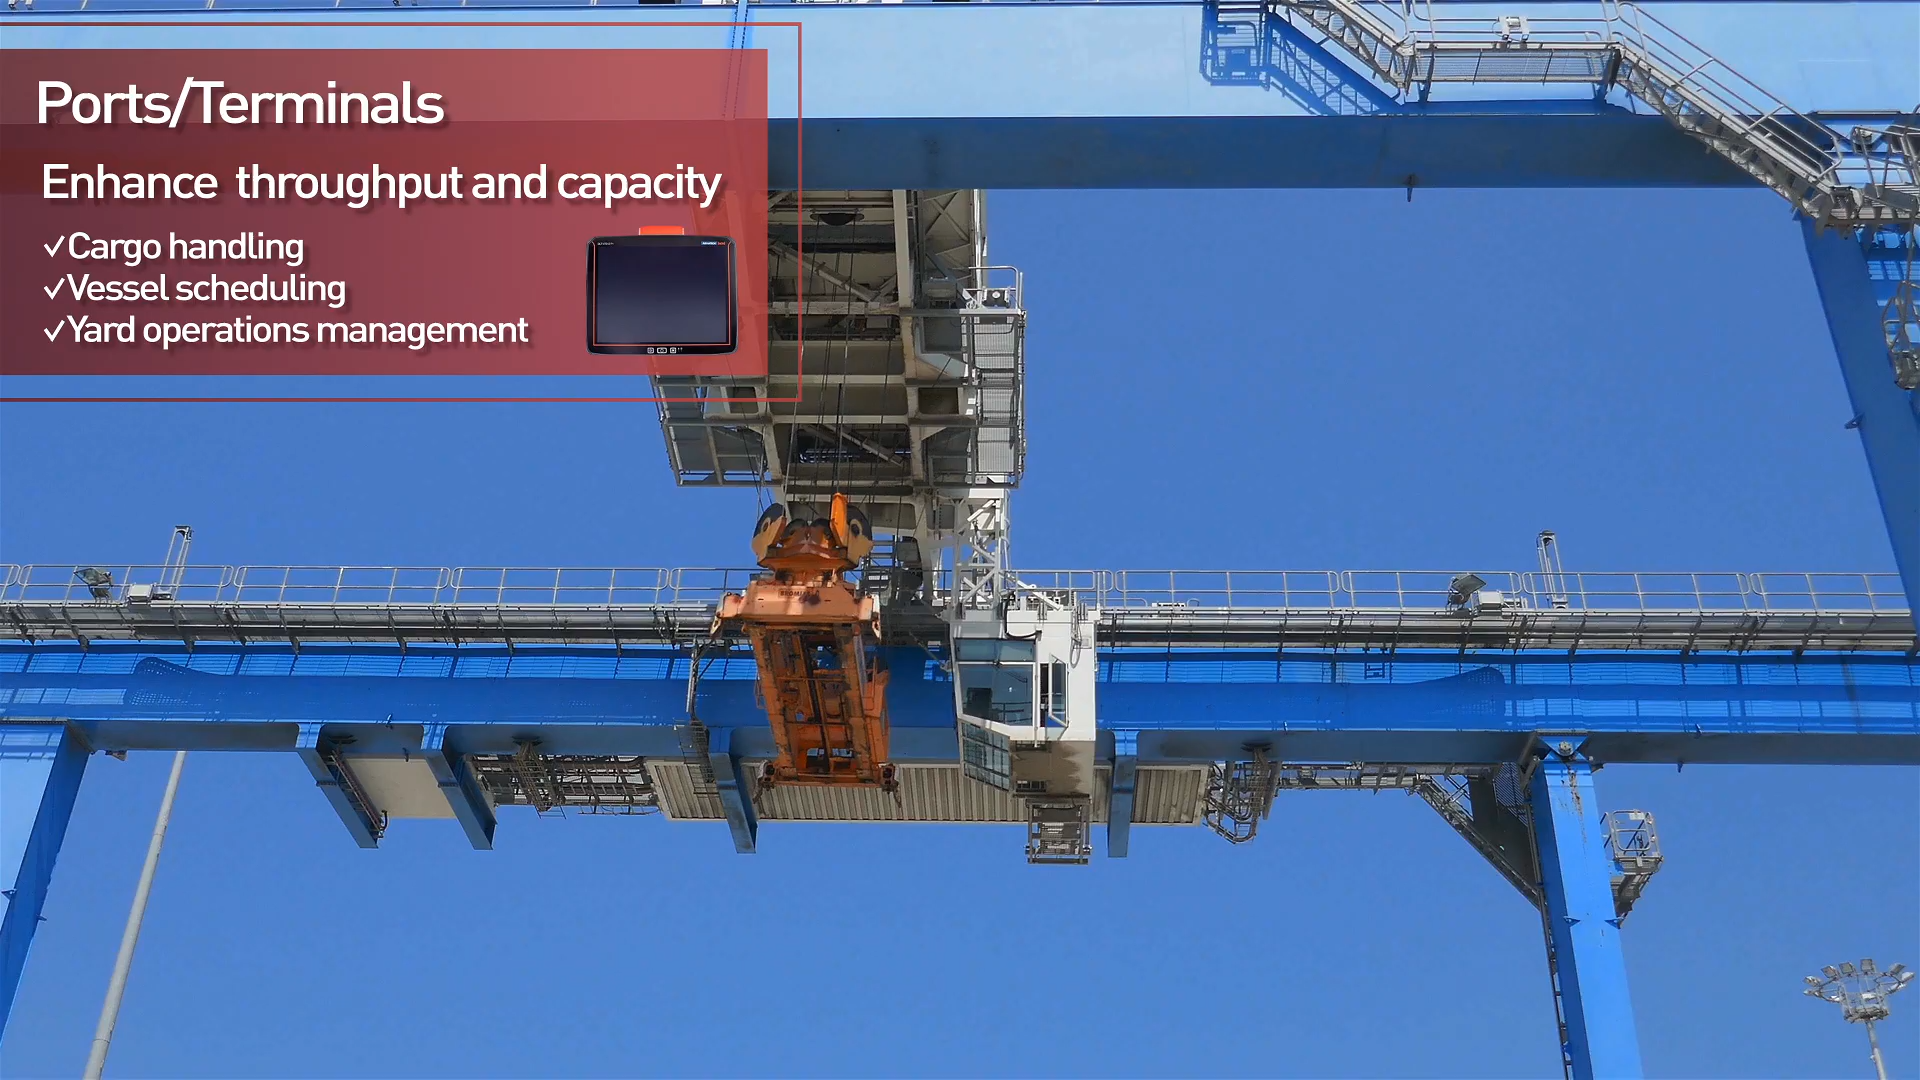 Ports/Terminals
Enhance throughput and capacity
✓Cargo handling
✓Vessel scheduling
✓Yard operations management